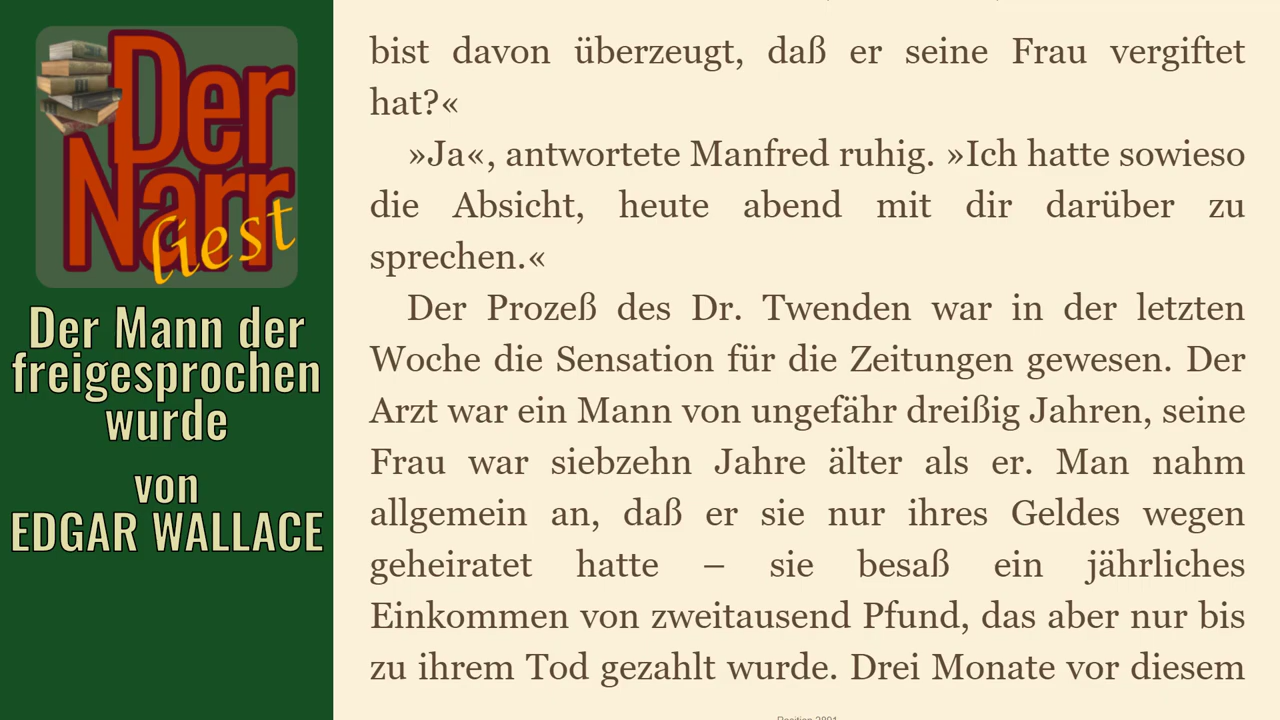 Der
Narr
liest
Der Mann der
freigesprochen
wurde
von
EDGAR WALLACE
bist davon überzeugt, daß er seine Frau vergiftet
hat?«
»Ja«, antwortete Manfred ruhig. »Ich hatte sowieso
die Absicht, heute abend mit dir darüber zu
sprechen.«
Der Prozeß des Dr. Twenden war in der letzten
Woche die Sensation für die Zeitungen gewesen. Der
Arzt war ein Mann von ungefähr dreißig Jahren, seine
Frau war siebzehn Jahre älter als er. Man nahm
allgemein an, daß er sie nur ihres Geldes wegen
geheiratet hatte – sie besaß ein jährliches
Einkommen von zweitausend Pfund, das aber nur bis
zu ihrem Tod gezahlt wurde. Drei Monate vor diesem